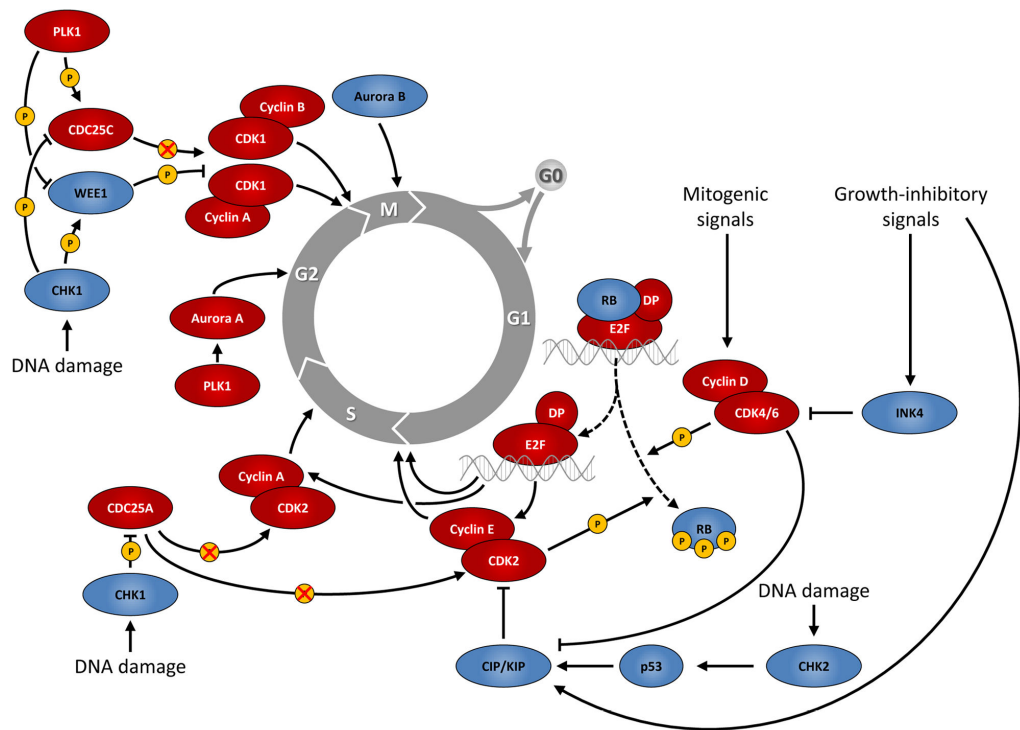 PLK1
P
P
CDC25C
P
WEE1
P
P
CHK1
DNA damage
Cyclin B
CDK1
CDK1
Cyclin A
Aurora B
G0
M
G2
G1
S
Aurora A
PLK1
Mitogenic
signals
Growth-inhibitory
signals
RB
DP
E2F
Cyclin D
CDK4/6
INK4
P
DP
E2F
Cyclin A
CDK2
CDC25A
P
CHK1
DNA damage
Cyclin E
CDK2
P
RB
P
P
P
DNA damage
CIP/KIP
p53
CHK2